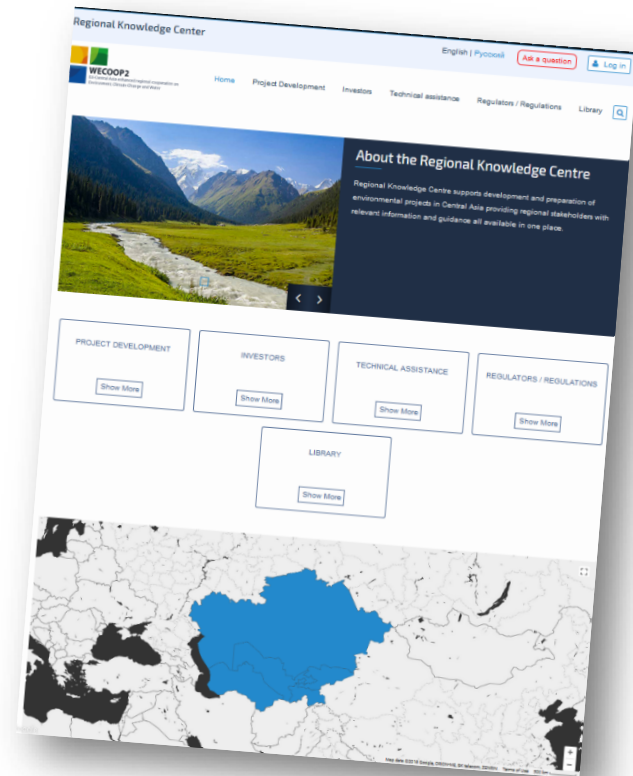 Regional Knowledge Center
English | Русский
Ask a question
Log in
WECOOP2
Home
Project Development
Investors
Technical assistance
Regulators / Regulations
Library
About the Regional Knowledge Centre
Regional Knowledge Centre supports development and preparation of
environmental projects in Central Asia providing regional stakeholders with
relevant information and guidance all available in one place.
PROJECT DEVELOPMENT
Show More
INVESTORS
Show More
TECHNICAL ASSISTANCE
Show More
REGULATORS / REGULATIONS
Show More
LIBRARY
Show More
Terms of Use